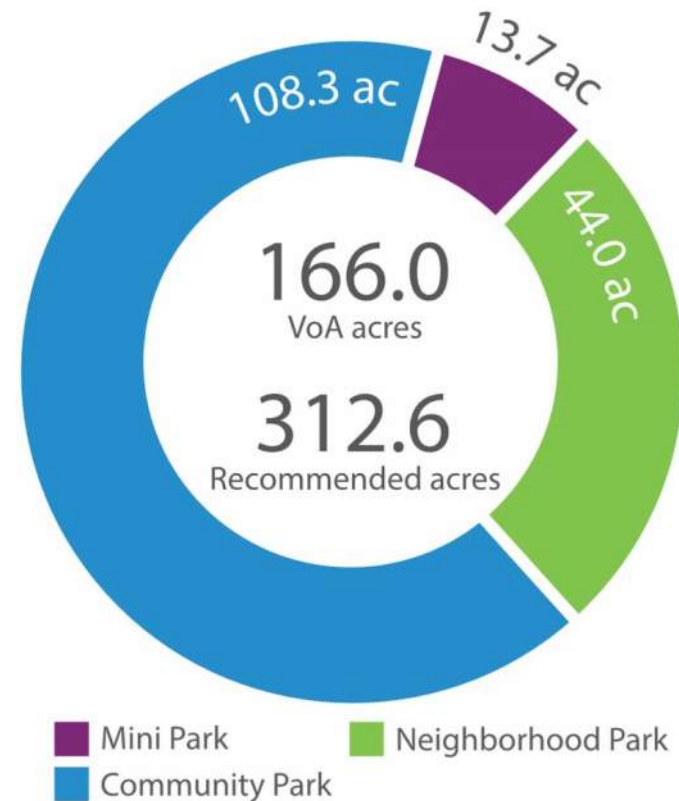 13.7 ac
108.3 ac
44.0 ac
166.0
VoA acres
312.6
Recommended acres
Mini Park
Neighborhood Park
Community Park